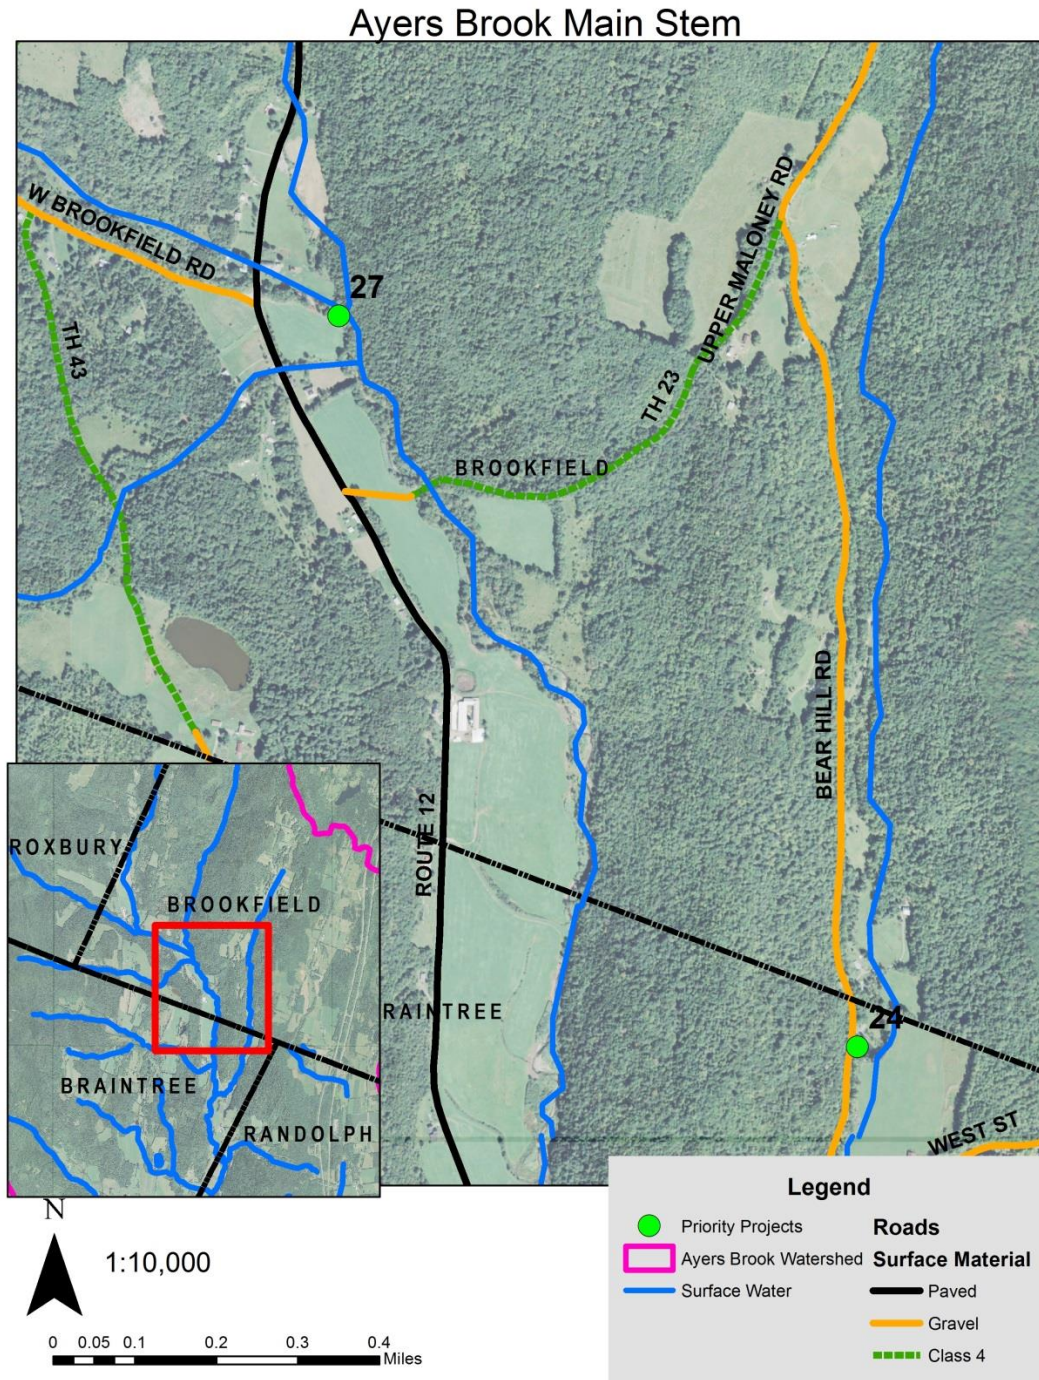 Ayers Brook Main Stem
W BROOKFIELD RD
27
UPPER MALONEY RD
TH 43
TH 23
BROOKFIELD
BEAR HILL RD
ROUTE 12
ROXBURY
BROOKFIELD
RAINTREE
24
BRAINTREE
RANDOLPH
WEST ST
N
1:10,000
0 0.05 0.1 0.2 0.3 0.4
Miles
Legend
Priority Projects
Ayers Brook Watershed
Surface Water
Roads
Surface Material
Paved
Gravel
Class 4